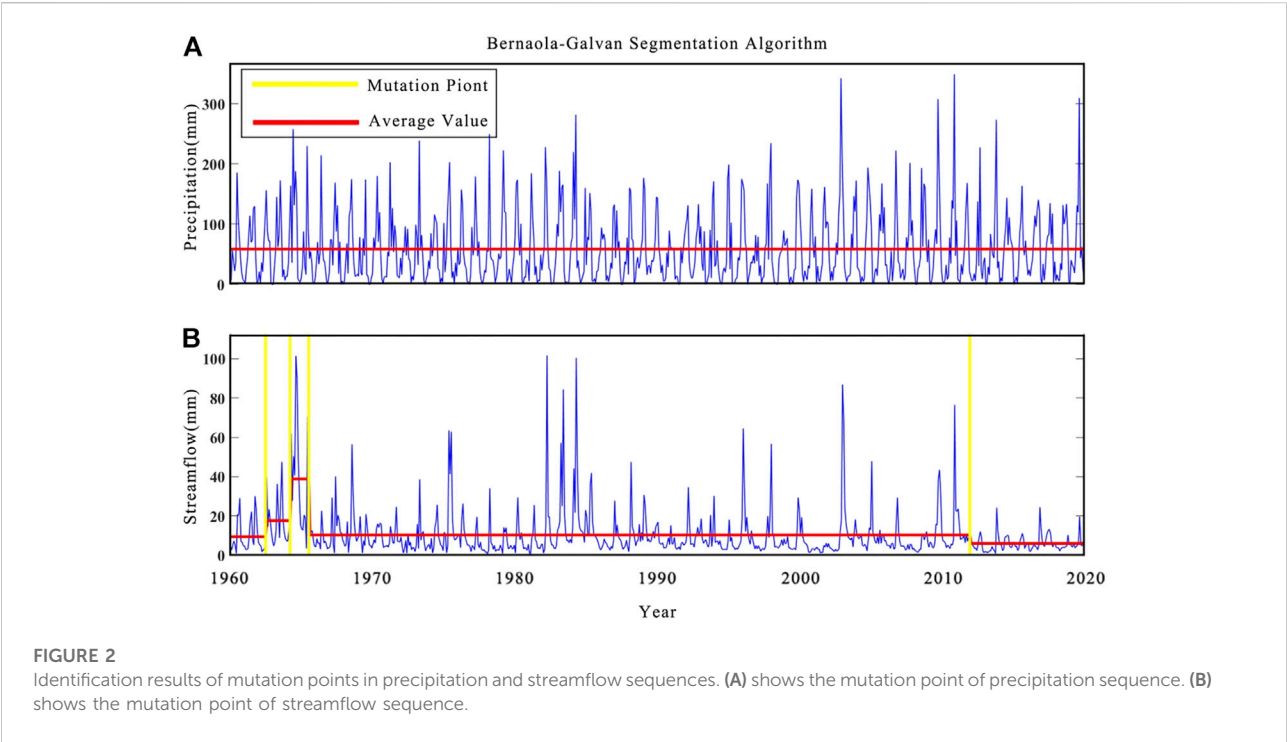 A
Bernaola-Galvan Segmentation Algorithm
Mutation Piont
Average Value
Precipitation(mm)
300
200
100
0
B
Streamflow(mm)
100
80
60
40
20
0
1960 1970 1980 1990 2000 2010 2020
Year
FIGURE 2
Identification results of mutation points in precipitation and streamflow sequences. (A) shows the mutation point of precipitation sequence. (B)
shows the mutation point of streamflow sequence.